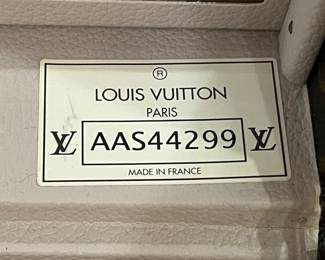 ®
LOUIS VUITTON
PARIS
LV AAS44299 LV
MADE IN FRANCE